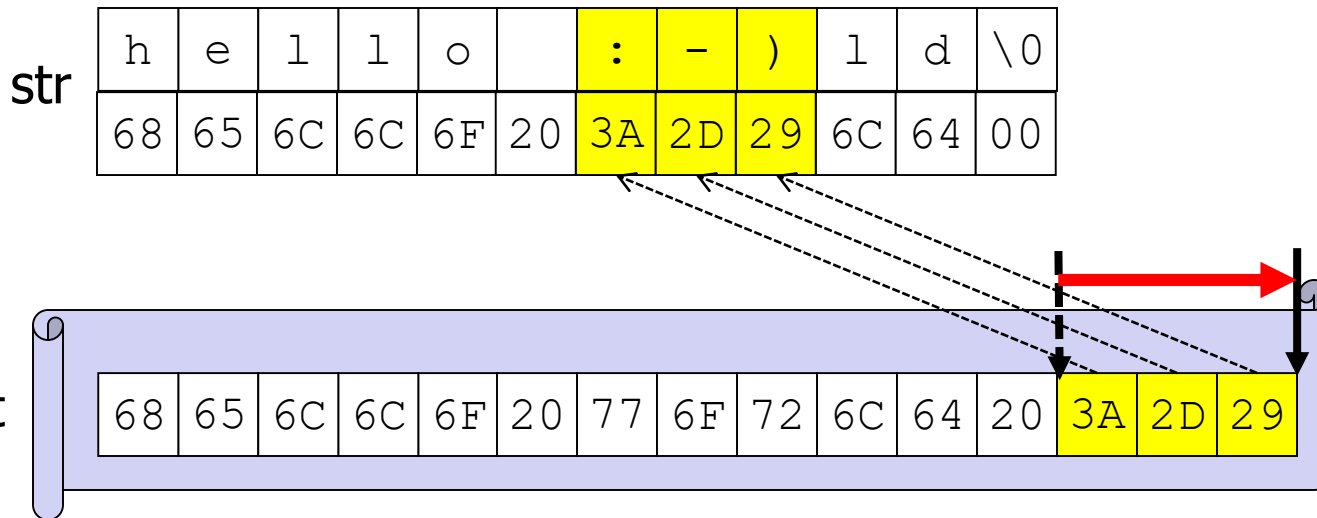 h e l l o : - ) l d \0
str
68 65 6C 6C 6F 20 3A 2D 29 6C 64 00
68 65 6C 6C 6F 20 77 6F 72 6C 64 20 3A 2D 29